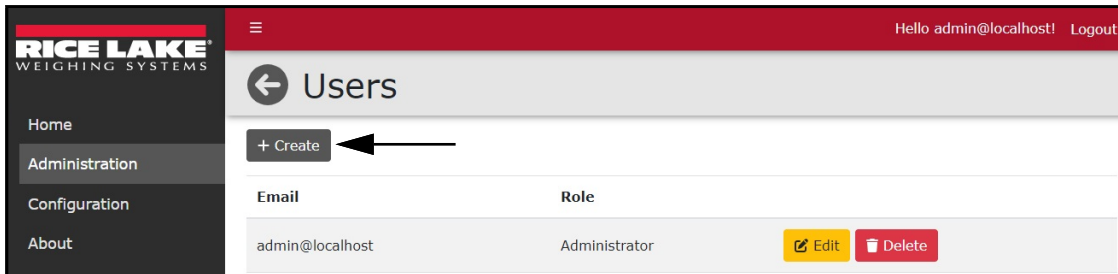 RICE LAKE®
WEIGHING SYSTEMS
Home
Administration
Configuration
About
Hello admin@localhost! Logout
Users
+ Create
Email Role
admin@localhost Administrator Edit Delete